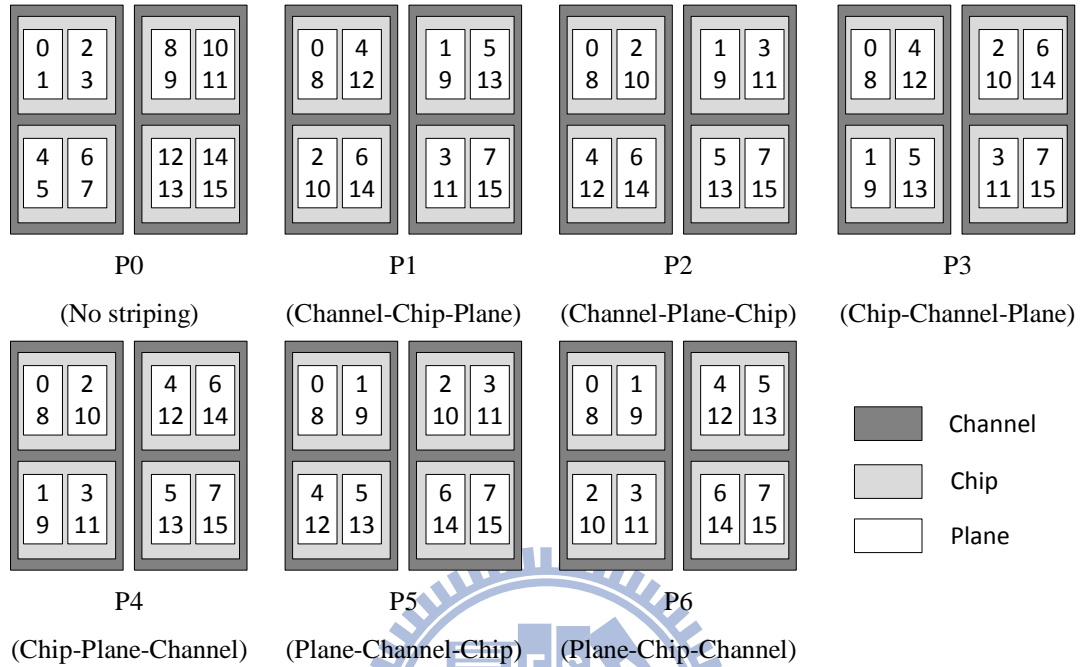 0 2 8 10 0 4 1 5 0 2 1 3 0 4 2 6
1 3 9 11 8 12 9 13 8 10 9 11 8 12 10 14
4 6 12 14 2 6 3 7 4 6 5 7 1 5 3 7
5 7 13 15 10 14 11 15 12 14 13 15 9 13 11 15
P0 P1 P2 P3
(No striping) (Channel-Chip-Plane) (Channel-Plane-Chip) (Chip-Channel-Plane)
0 2 4 6 0 1 2 3 0 1 4 5
8 10 12 14 8 9 10 11 8 9 12 13
Channel
Chip
1 3 5 7 4 5 6 7 2 3 6 7
9 11 13 15 12 13 14 15 10 11 14 15
Plane
P4 P5 P6
(Chip-Plane-Channel) (Plane-Channel-Chip) (Plane-Chip-Channel)